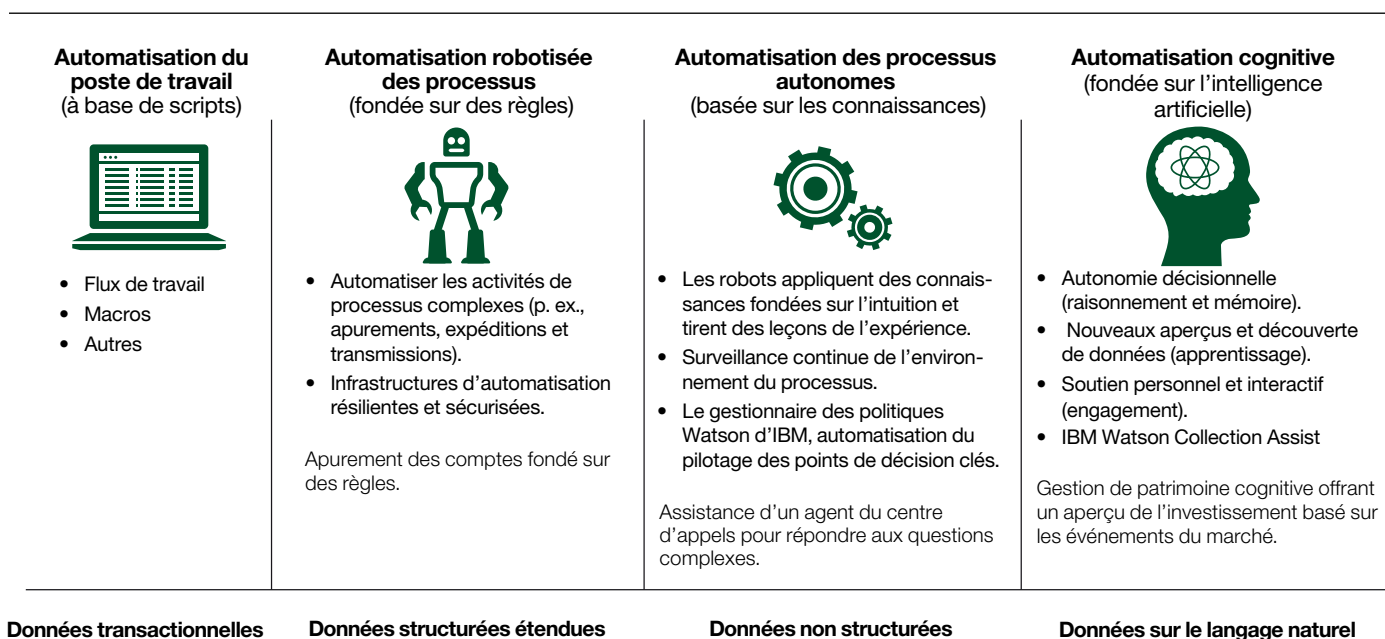 Automatisation du
poste de travail
(à base de scripts)
• Flux de travail
• Macros
• Autres
Automatisation robotisée
des processus
(fondée sur des règles)
• Automatiser les activités de
processus complexes (p. ex.,
apurements, expéditions et
transmissions).
• Infrastructures d’automatisation
résilientes et sécurisées.
Apurement des comptes fondé sur
des règles.
Automatisation des processus
autonomes
(basée sur les connaissances)
• Les robots appliquent des connais-
sances fondées sur l’intuition et
tirent des leçons de l’expérience.
• Surveillance continue de l’environ-
nement du processus.
• Le gestionnaire des politiques
Watson d’IBM, automatisation du
pilotage des points de décision clés.
Assistance d’un agent du centre
d’appels pour répondre aux questions
complexes.
Automatisation cognitive
(fondée sur l’intelligence
artificielle)
• Autonomie décisionnelle
(raisonnement et mémoire).
• Nouveaux aperçus et découverte
de données (apprentissage).
• Soutien personnel et interactif
(engagement).
• IBM Watson Collection Assist
Gestion de patrimoine cognitive offrant
un aperçu de l’investissement basé sur
les événements du marché.
Données transactionnelles
Données structurées étendues
Données non structurées
Données sur le langage naturel